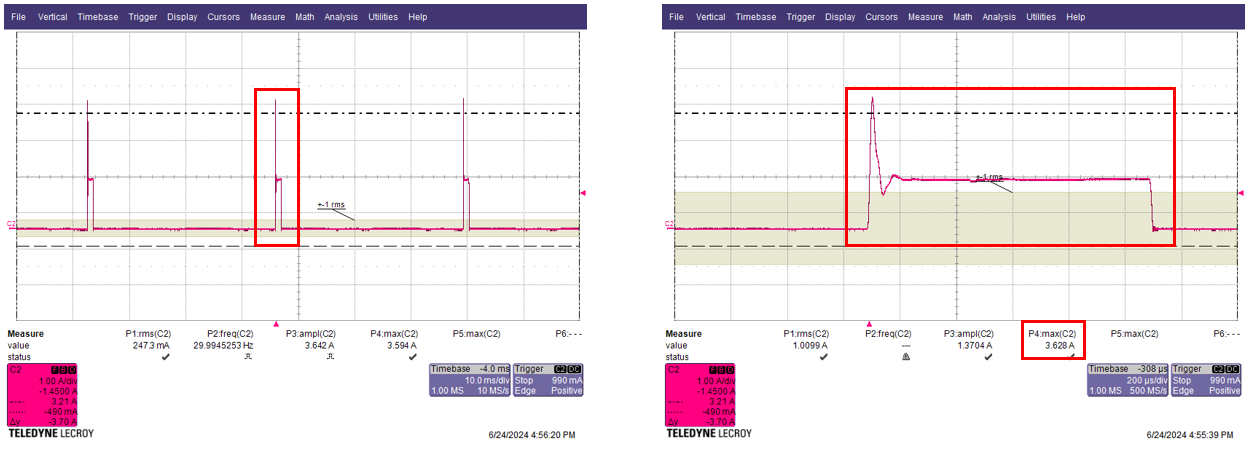 File Vertical Timebase Trigger Display Cursors Measure Math Analysis Utilities Help
C2
+-1 rms
Measure P1:rms(C2) P2:freq(C2) P3:ampl(C2) P4:max(C2) P5:max(C2) P6:- - -
value 247.3 mA 29.9945253 Hz 3.642 A 3.594 A
status
C2 F B D
1.00 A/div
-1.4500 A
3.21 A
-490 mA
Δy -3.70 A
Timebase -4.0 ms
10.0 ms/div
1.00 MS 10 MS/s
Trigger C2 DC
Stop 990 mA
Edge Positive
TELEDYNE LECROY
6/24/2024 4:56:20 PM
File Vertical Timebase Trigger Display Cursors Measure Math Analysis Utilities Help
C2
+-1 rms
Measure P1:rms(C2) P2:freq(C2) P3:ampl(C2) P4:max(C2) P5:max(C2) P6:- - -
value 1.0099 A - - - 1.3704 A 3.628 A
status
C2 F B D
1.00 A/div
-1.4500 A
3.21 A
-490 mA
Δy -3.70 A
Timebase -308 µs
200 µs/div
1.00 MS 500 MS/s
Trigger C2 DC
Stop 990 mA
Edge Positive
TELEDYNE LECROY
6/24/2024 4:55:39 PM